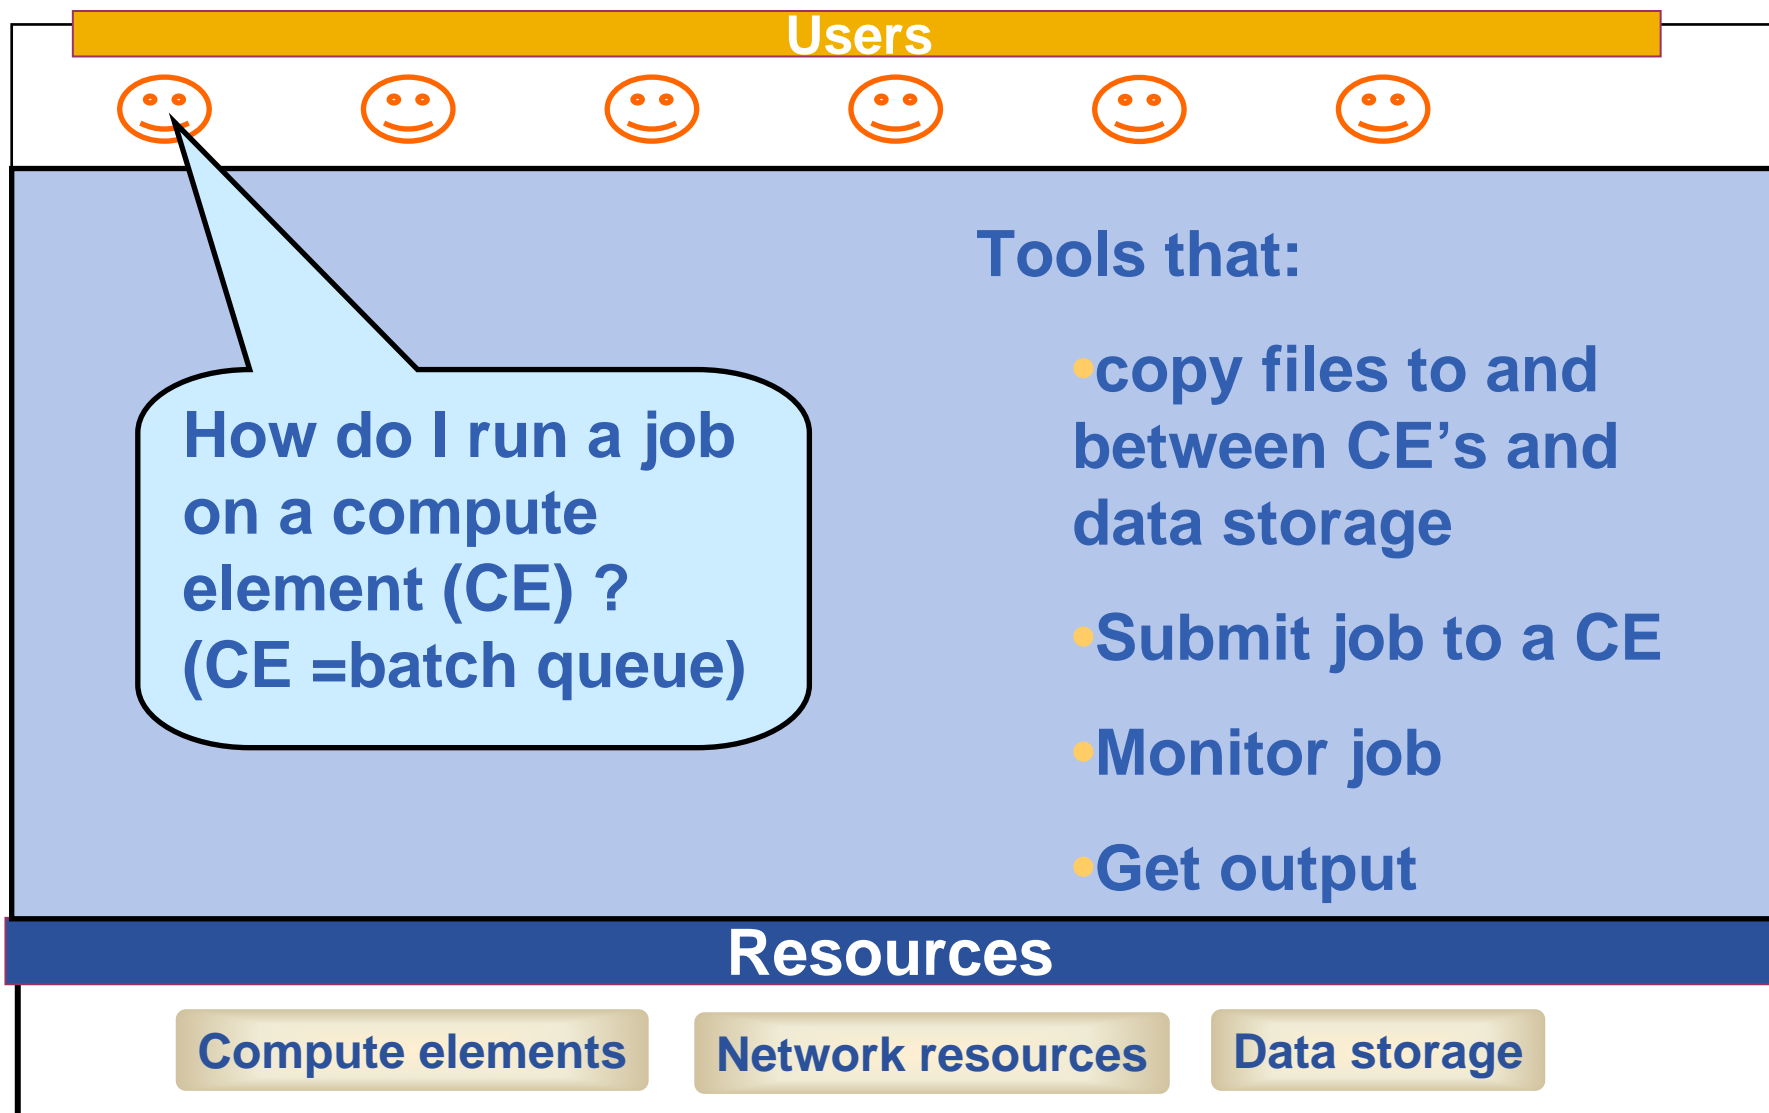 Users
How do I run a job
on a compute
element (CE) ?
(CE =batch queue)
Tools that:
•copy files to and
between CE’s and
data storage
•Submit job to a CE
•Monitor job
•Get output
Resources
Compute elements
Network resources
Data storage